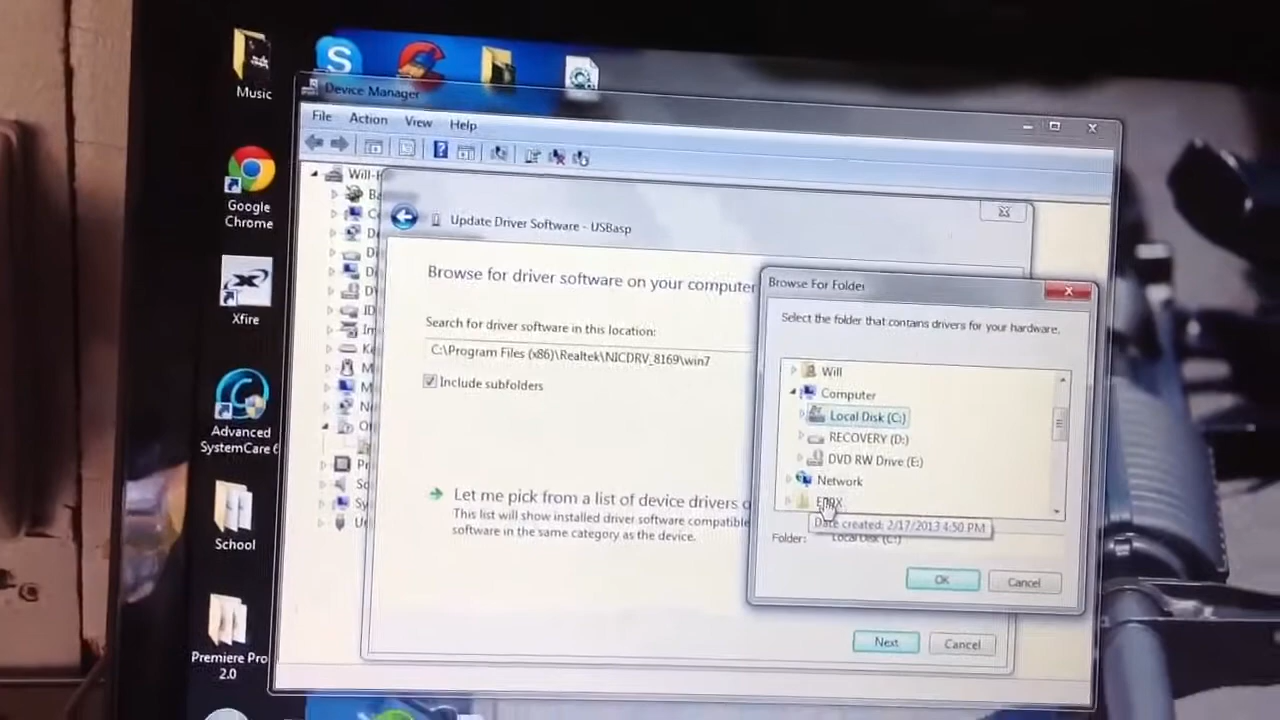 Music
Google
Chrome
Xfire
Advanced
SystemCare 6
School
Premiere Pro
2.0
Device Manager
File Action View Help
Update Driver Software - USBasp
Browse for driver software on your computer
Search for driver software in this location:
C:\Program Files (x86)\Realtek\NICDRV_8169\win7
Include subfolders
Let me pick from a list of device drivers o
This list will show installed driver software compatible
software in the same category as the device.
Next
Cancel
Browse For Folder
Select the folder that contains drivers for your hardware.
Will
Computer
Local Disk (C:)
RECOVERY (D:)
DVD RW Drive (E:)
Network
Date created: 2/17/2013 4:50 PM
Folder: Local Disk (C:)
OK
Cancel